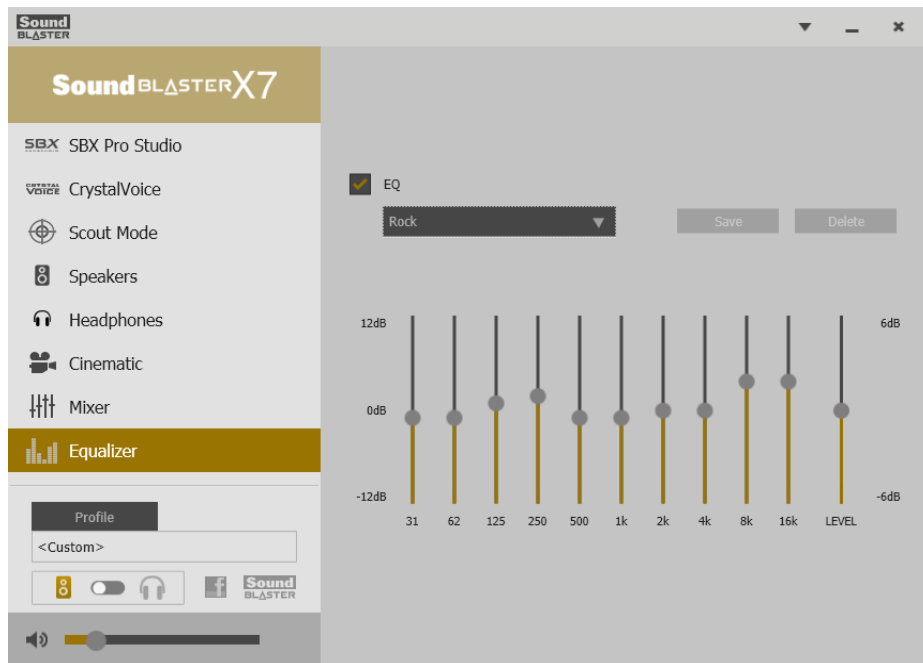 Sound
BLASTER
Sound BLASTER X7
SBX SBX Pro Studio
CRYSTAL VOICE CrystalVoice
Scout Mode
Speakers
Headphones
Cinematic
Mixer
Equalizer
Profile
<Custom>
f Sound
BLASTER
EQ
Rock Save Delete
12dB 6dB
0dB
-12dB -6dB
31 62 125 250 500 1k 2k 4k 8k 16k LEVEL